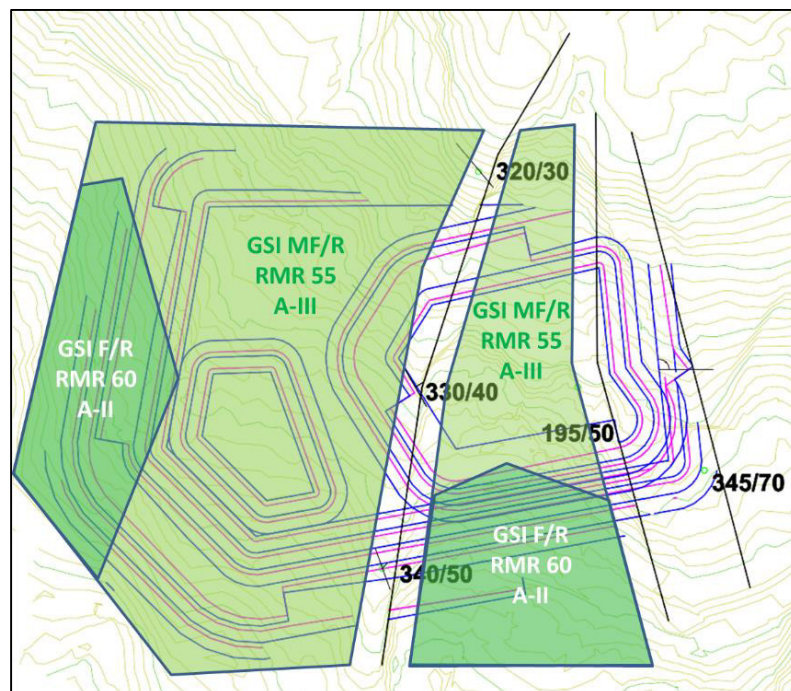 320/30
GSI MF/R
RMR 55
A-III
GSI MF/R
RMR 55
A-III
GSI F/R
RMR 60
A-II
330/40
195/50
345/70
GSI F/R
RMR 60
A-II
340/50